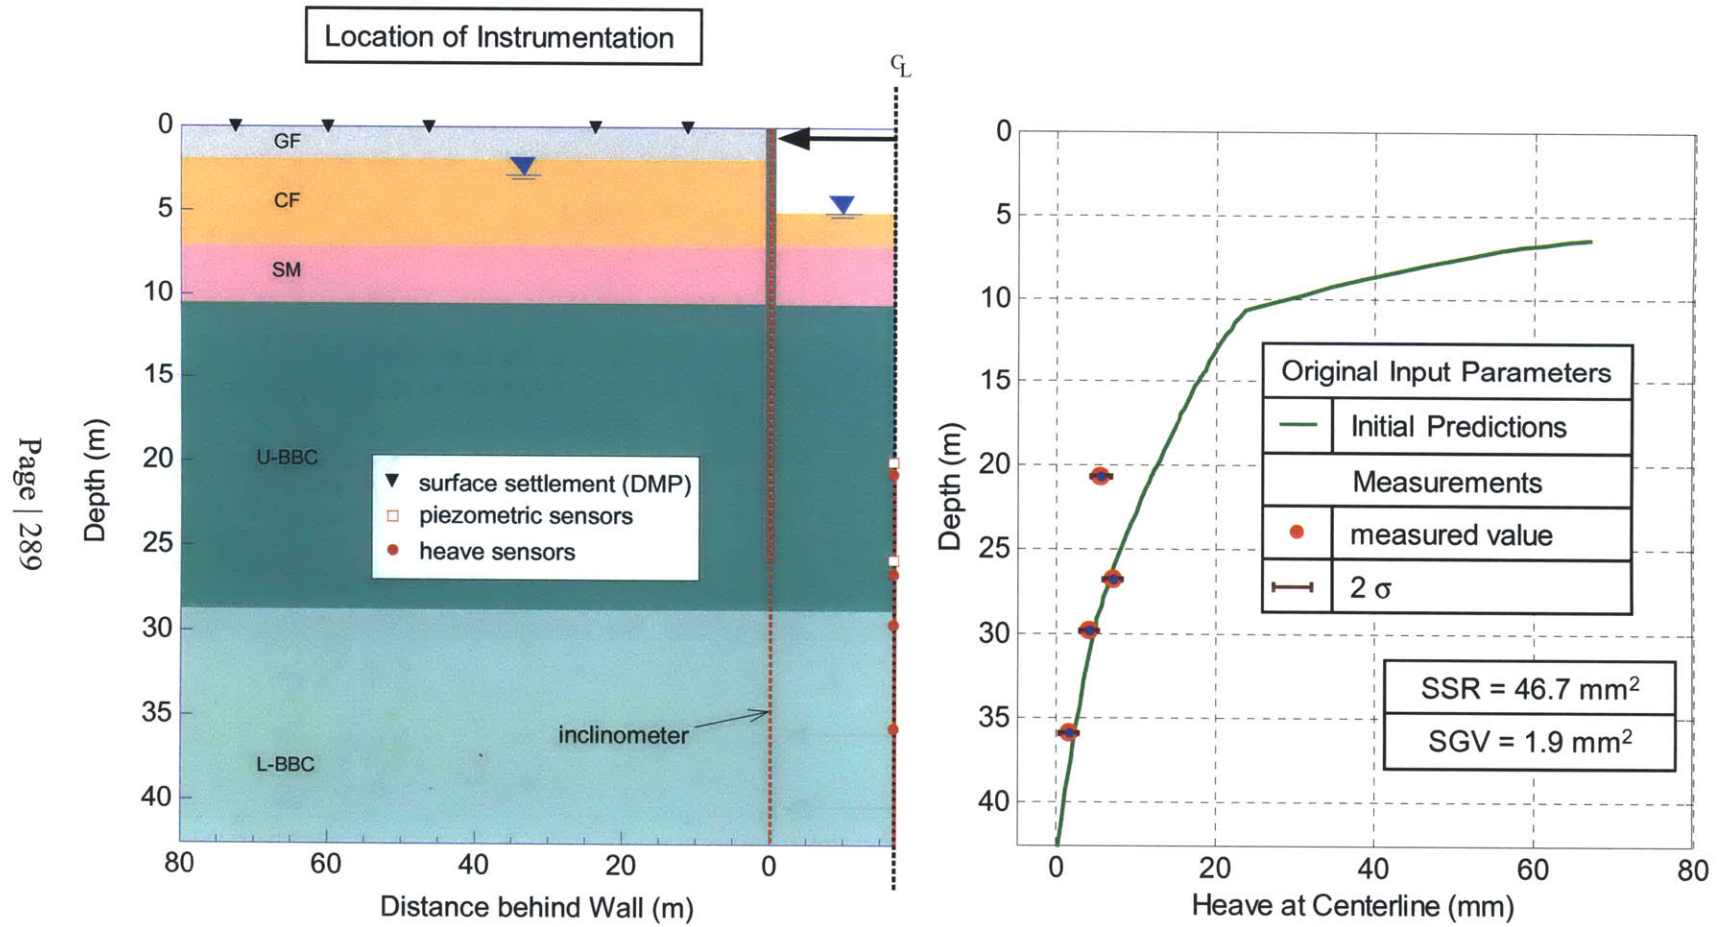 Location of Instrumentation
CL
0
5
10
15
20
25
30
35
40
Depth (m)
GF
CF
SM
U-BBC
L-BBC
surface settlement (DMP)
piezometric sensors
heave sensors
inclinometer
80
60
40
20
0
Distance behind Wall (m)
0
5
10
15
20
25
30
35
40
Depth (m)
Original Input Parameters
Initial Predictions
Measurements
measured value
2 σ
SSR = 46.7 mm²
SGV = 1.9 mm²
0
20
40
60
80
Heave at Centerline (mm)
Page | 289